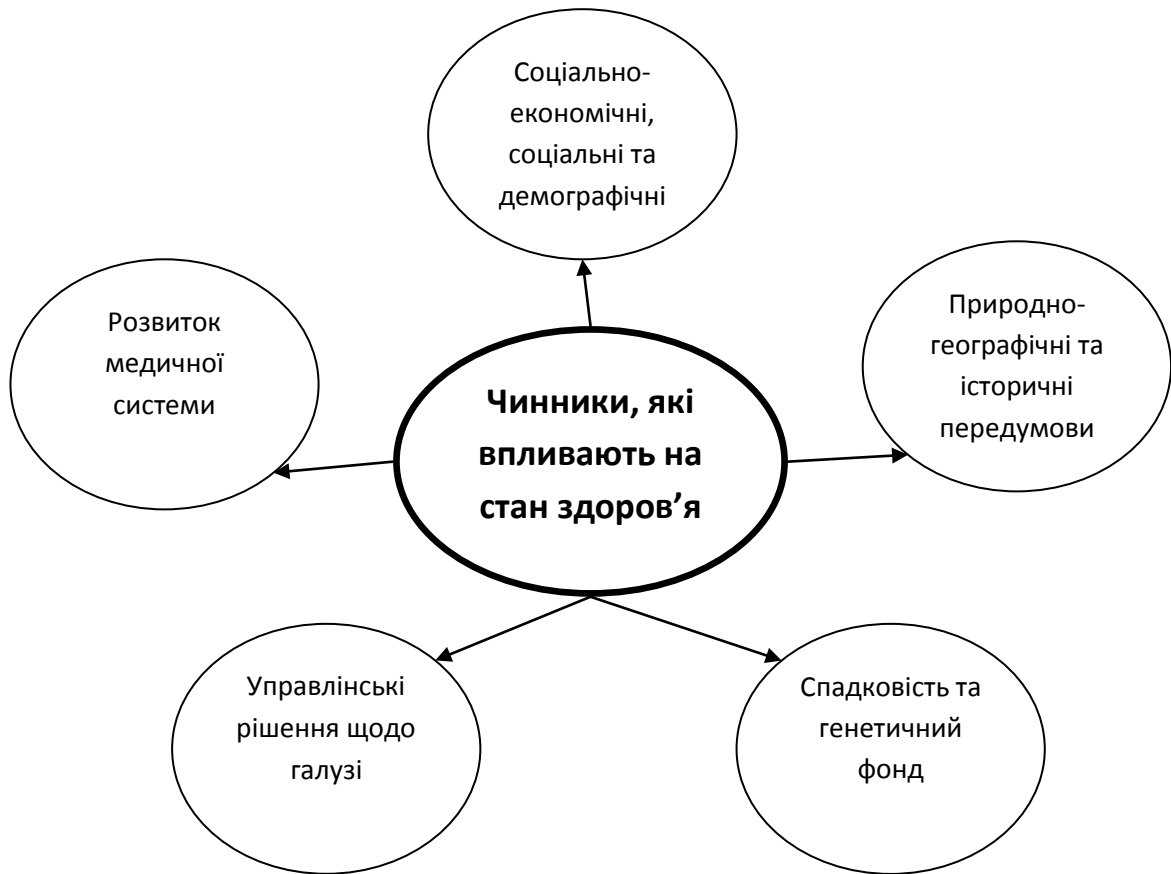 Соціально-
економічні,
соціальні та
демографічні
Розвиток
медичної
системи
Природно-
географічні та
історичні
передумови
Чинники, які
впливають на
стан здоров’я
Управлінські
рішення щодо
галузі
Спадковість та
генетичний
фонд